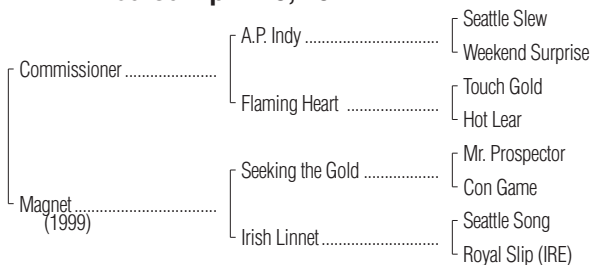 Seattle Slew
A.P. Indy
Weekend Surprise
Commissioner
Touch Gold
Flaming Heart
Hot Lear
Mr. Prospector
Seeking the Gold
Con Game
Magnet
(1999)
Seattle Song
Irish Linnet
Royal Slip (IRE)